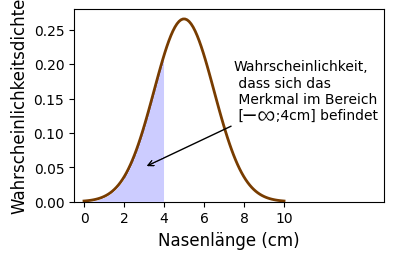 Wahrscheinlichkeitsdichte
0.25
0.20
0.15
0.10
0.05
0.00
Wahrscheinlichkeit,
dass sich das
Merkmal im Bereich
[−∞;4cm] befindet
0 2 4 6 8 10
Nasenlänge (cm)